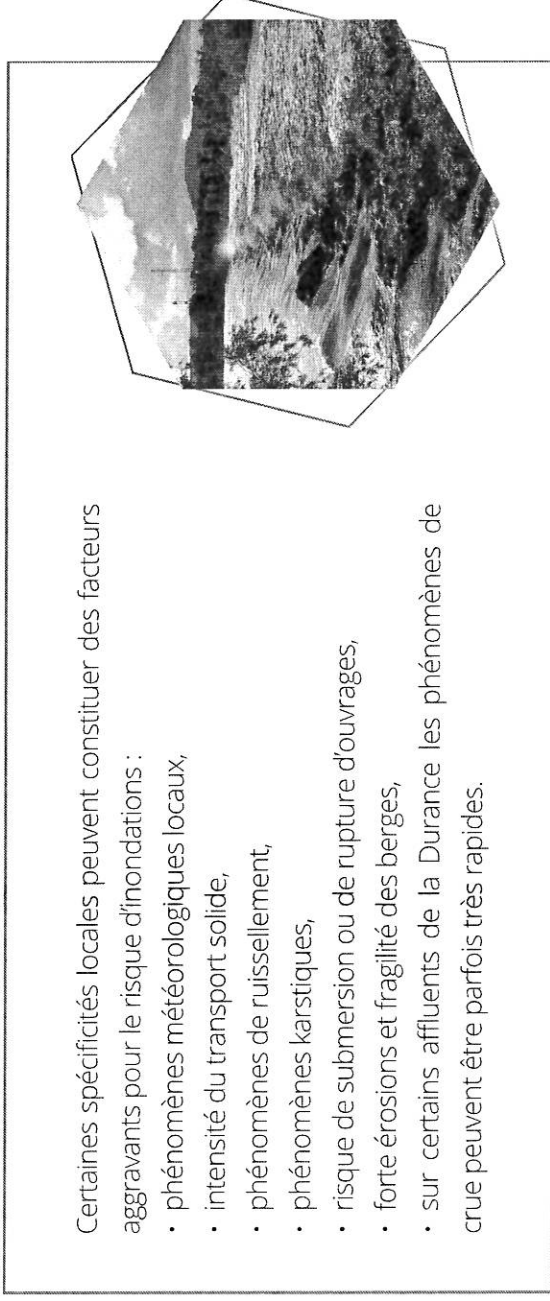 Certaines spécificités locales peuvent constituer des facteurs
aggravants pour le risque d'inondations :
• phénomènes météorologiques locaux,
• intensité du transport solide,
• phénomènes de ruissellement,
• phénomènes karstiques,
• risque de submersion ou de rupture d'ouvrages,
• forte érosions et fragilité des berges,
• sur certains affluents de la Durance les phénomènes de
crue peuvent être parfois très rapides.